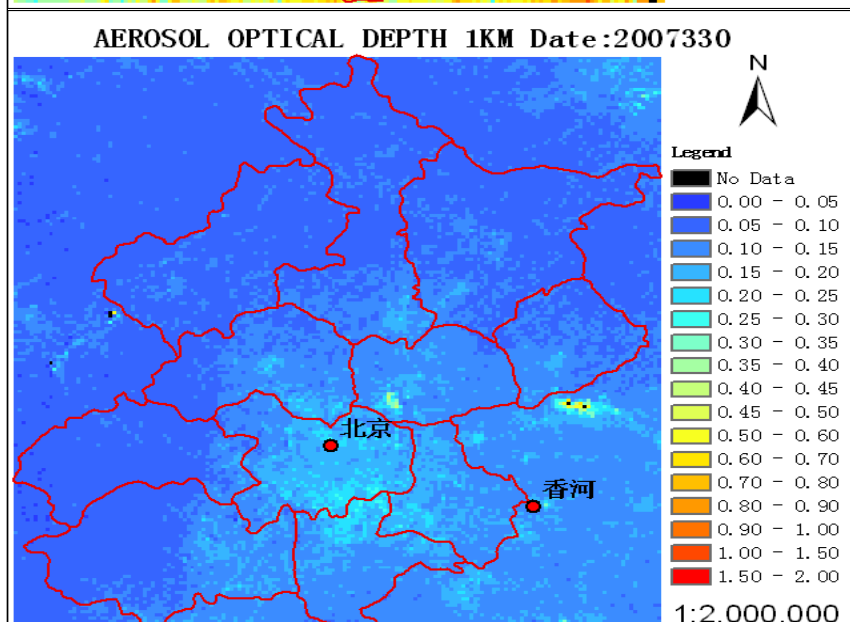 AEROSOL OPTICAL DEPTH 1KM Date:2007330
N
Legend
No Data
0.00 - 0.05
0.05 - 0.10
0.10 - 0.15
0.15 - 0.20
0.20 - 0.25
0.25 - 0.30
0.30 - 0.35
0.35 - 0.40
0.40 - 0.45
0.45 - 0.50
0.50 - 0.60
0.60 - 0.70
0.70 - 0.80
0.80 - 0.90
0.90 - 1.00
1.00 - 1.50
1.50 - 2.00
北京
香河
1:2,000,000